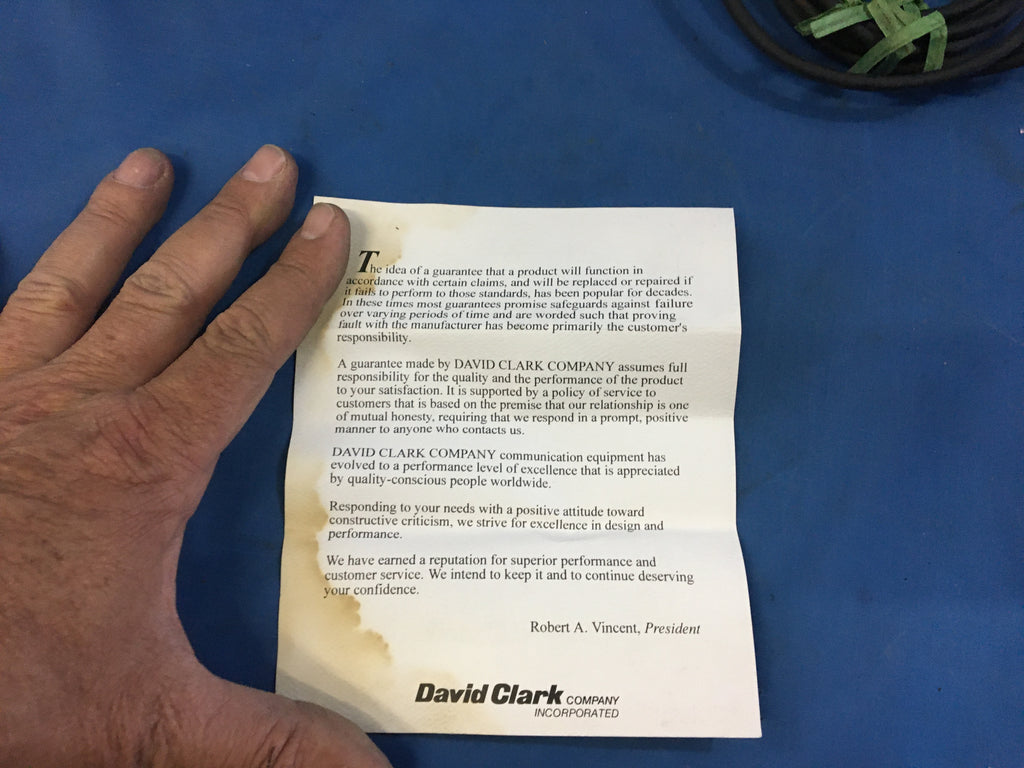 The idea of a guarantee that a product will function in
accordance with certain claims, and will be replaced or repaired if
it fails to perform to those standards, has been popular for decades.
In these times most guarantees promise safeguards against failure
over varying periods of time and are worded such that proving
fault with the manufacturer has become primarily the customer's
responsibility.
A guarantee made by DAVID CLARK COMPANY assumes full
responsibility for the quality and the performance of the product
to your satisfaction. It is supported by a policy of service to
customers that is based on the premise that our relationship is one
of mutual honesty, requiring that we respond in a prompt, positive
manner to anyone who contacts us.
DAVID CLARK COMPANY communication equipment has
evolved to a performance level of excellence that is appreciated
by quality-conscious people worldwide.
Responding to your needs with a positive attitude toward
constructive criticism, we strive for excellence in design and
performance.
We have earned a reputation for superior performance and
customer service. We intend to keep it and to continue deserving
your confidence.
Robert A. Vincent, President
David Clark COMPANY
INCORPORATED